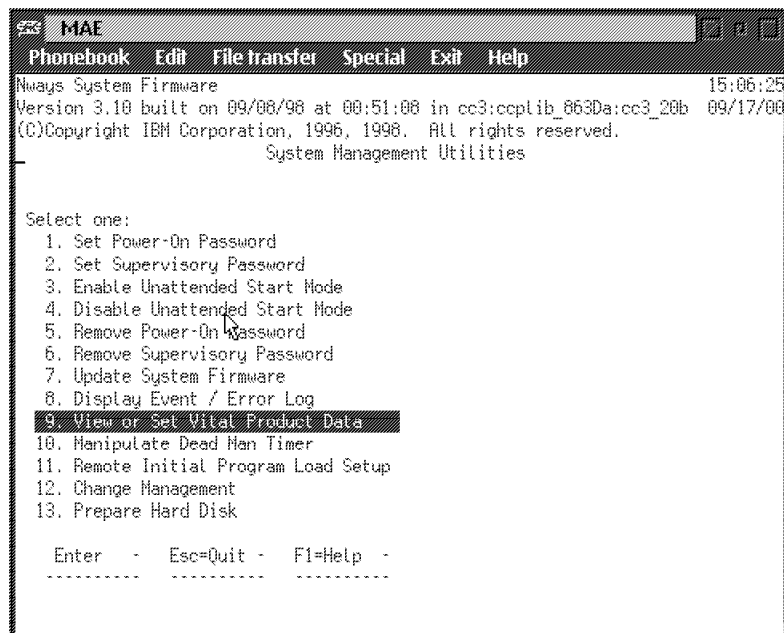 MAE
Phonebook Edit File transfer Special Exit Help
Nways System Firmware 15:06:25
Version 3.10 built on 09/08/98 at 00:51:08 in cc3:ccplib_863Da:cc3_20b 09/17/00
(C)Copyright IBM Corporation, 1996, 1998. All rights reserved.
System Management Utilities
Select one:
1. Set Power-On Password
2. Set Supervisory Password
3. Enable Unattended Start Mode
4. Disable Unattended Start Mode
5. Remove Power-On Password
6. Remove Supervisory Password
7. Update System Firmware
8. Display Event / Error Log
9. View or Set Vital Product Data
10. Manipulate Dead Man Timer
11. Remote Initial Program Load Setup
12. Change Management
13. Prepare Hard Disk
Enter - Esc=Quit - F1=Help -
---------- ---------- ----------